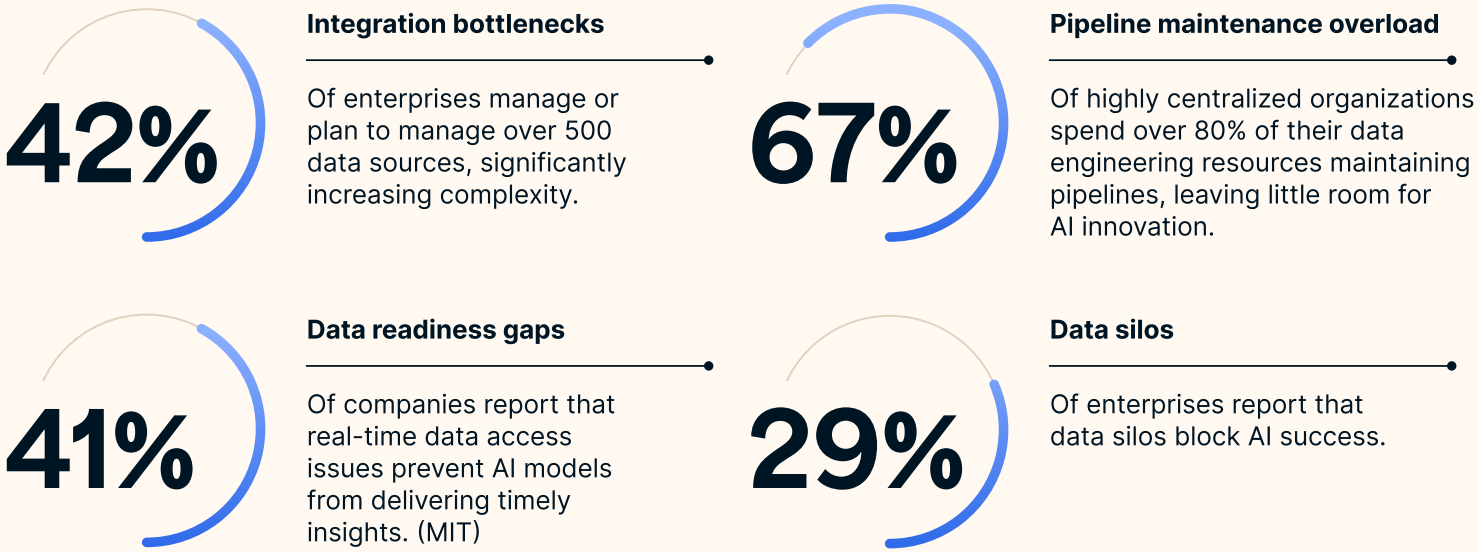 42%
Integration bottlenecks
Of enterprises manage or
plan to manage over 500
data sources, significantly
increasing complexity.
67%
Pipeline maintenance overload
Of highly centralized organizations
spend over 80% of their data
engineering resources maintaining
pipelines, leaving little room for
AI innovation.
41%
Data readiness gaps
Of companies report that
real-time data access
issues prevent AI models
from delivering timely
insights. (MIT)
29%
Data silos
Of enterprises report that
data silos block AI success.